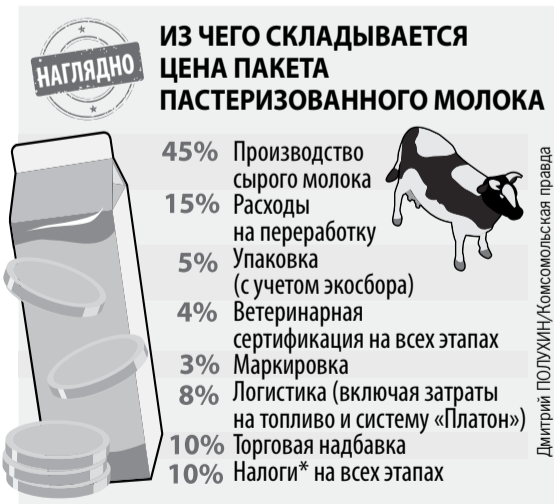 НАГЛЯДНО
ИЗ ЧЕГО СКЛАДЫВАЕТСЯ
ЦЕНА ПАКЕТА
ПАСТЕРИЗОВАННОГО МОЛОКА
45% Производство
сырого молока
15% Расходы
на переработку
5% Упаковка
(с учетом экосбора)
4% Ветеринарная
сертификация на всех этапах
3% Маркировка
8% Логистика (включая затраты
на топливо и систему «Платон»)
10% Торговая надбавка
10% Налоги* на всех этапах
Дмитрий ПОЛУХИН/Комсомольская правда